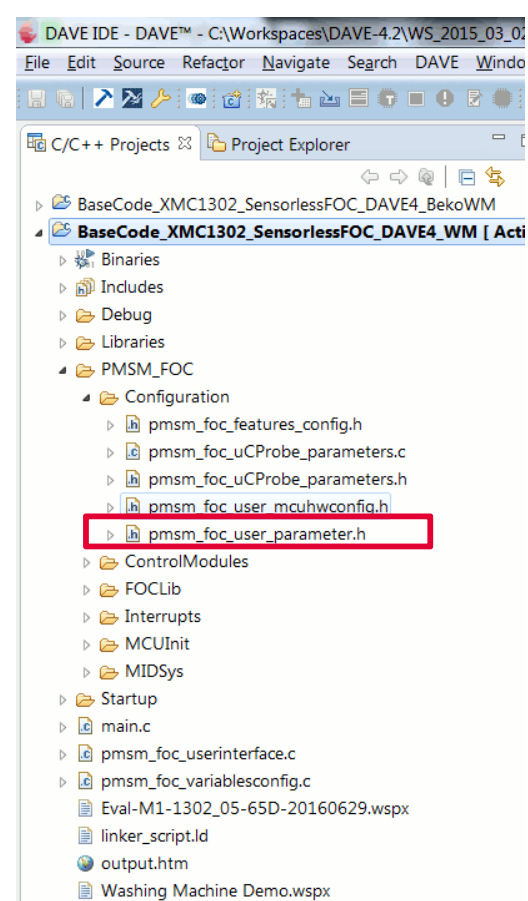 DAVE IDE - DAVE™ - C:\Workspaces\DAVE-4.2\WS_2015_03_02
File Edit Source Refactor Navigate Search DAVE Windo
C/C++ Projects Project Explorer
BaseCode_XMC1302_SensorlessFOC_DAVE4_BekoWM
BaseCode_XMC1302_SensorlessFOC_DAVE4_WM [ Acti
Binaries
Includes
Debug
Libraries
PMSM_FOC
Configuration
pmsm_foc_features_config.h
pmsm_foc_uCProbe_parameters.c
pmsm_foc_uCProbe_parameters.h
pmsm_foc_user_mcuhwconfig.h
pmsm_foc_user_parameter.h
ControlModules
FOCLib
Interrupts
MCUInit
MIDSys
Startup
main.c
pmsm_foc_userinterface.c
pmsm_foc_variablesconfig.c
Eval-M1-1302_05-65D-20160629.wspx
linker_script.ld
output.htm
Washing Machine Demo.wspx